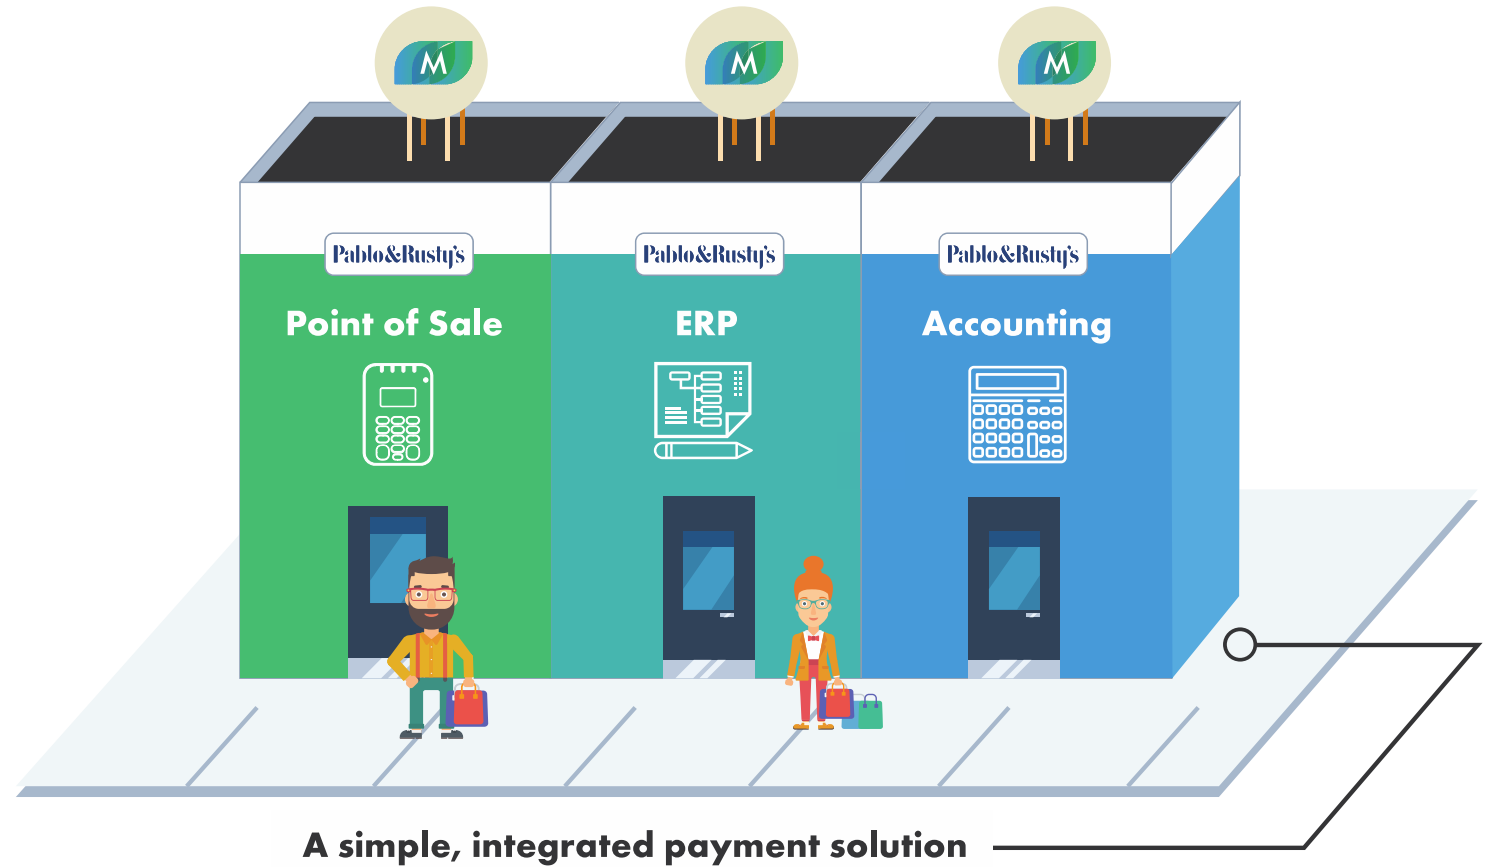 M M M
Pablo&Rusty's Pablo&Rusty's Pablo&Rusty's
Point of Sale ERP Accounting
A simple, integrated payment solution